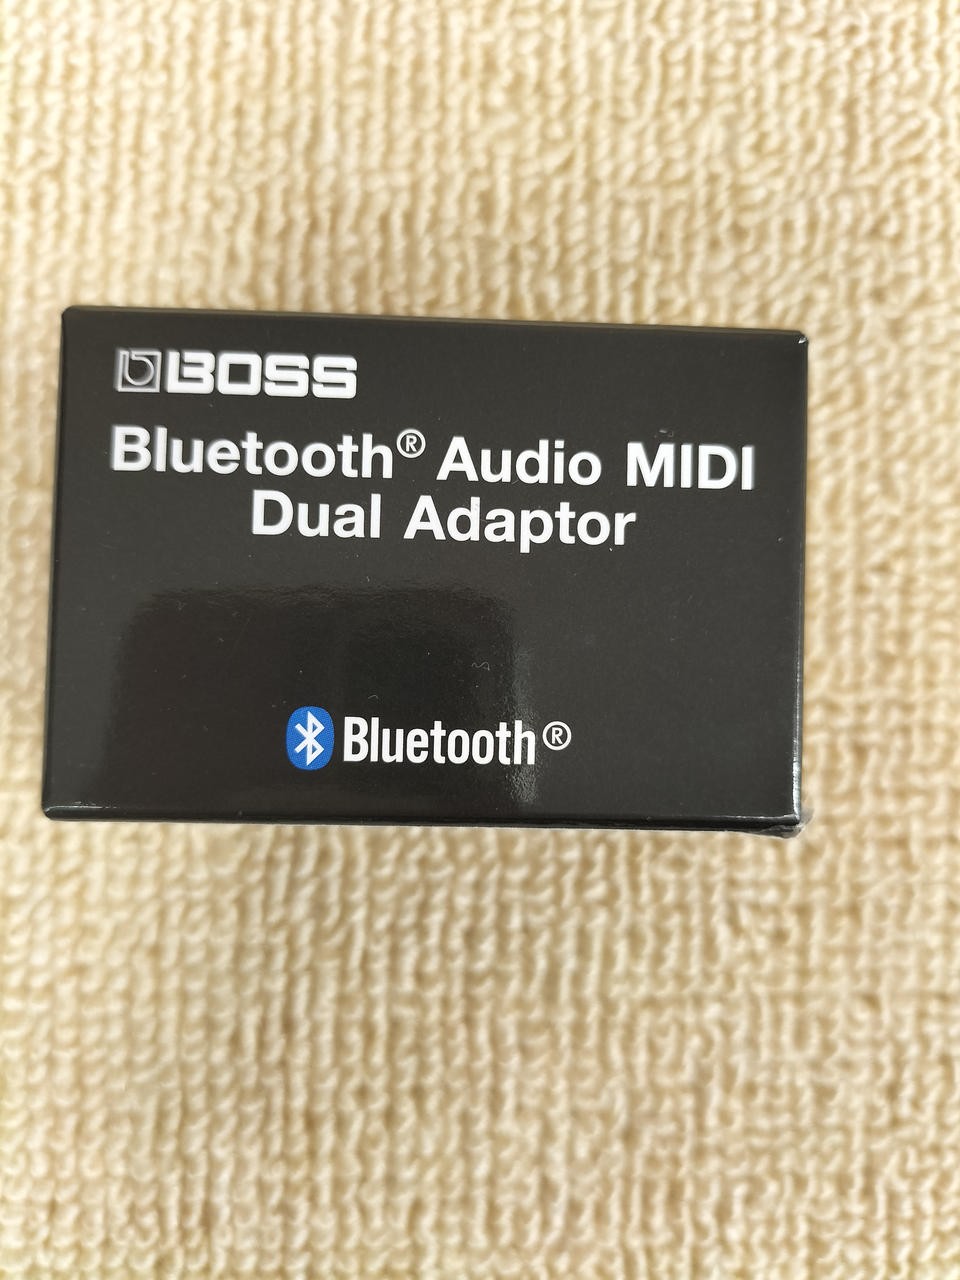 BOSS
Bluetooth® Audio MIDI
Dual Adaptor
Bluetooth®